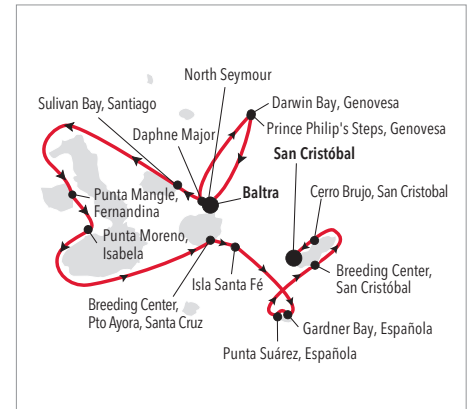 North Seymour
Sulivan Bay, Santiago
Darwin Bay, Genovesa
Daphne Major
Prince Philip's Steps, Genovesa
San Cristóbal
Baltra
Cerro Brujo, San Cristobal
Punta Mangle,
Fernandina
Punta Moreno,
Isabela
Isla Santa Fé
Breeding Center,
San Cristóbal
Breeding Center,
Pto Ayora, Santa Cruz
Gardner Bay, Española
Punta Suárez, Española